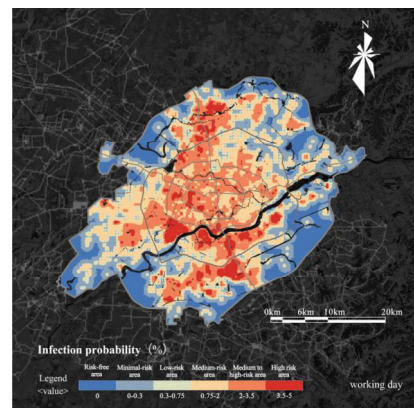 N
0km 6km 10km 20km
Infection probability (%)
Legend
<value>
Risk-free area
Minimal-risk area
Low-risk area
Medium-risk area
Medium to high-risk area
High risk area
0 0-0.3 0.3-0.75 0.75-2 2-3.5 3.5-5
working day